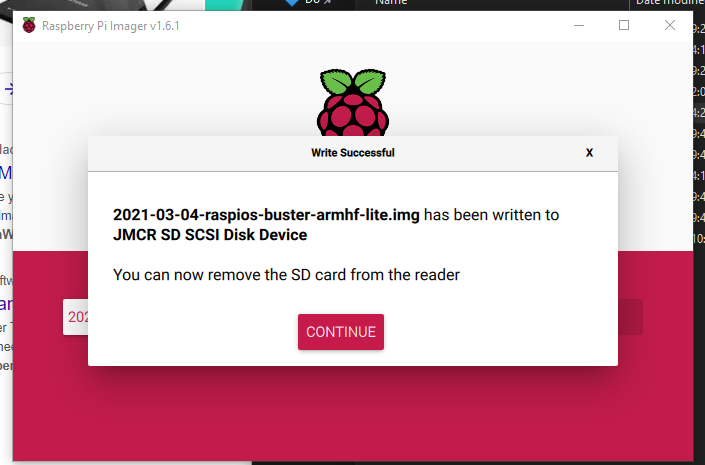 Name
Date modifie
Raspberry Pi Imager v1.6.1
Write Successful
X
2021-03-04-raspios-buster-armhf-lite.img has been written to
JMCR SD SCSI Disk Device
You can now remove the SD card from the reader
202
CONTINUE